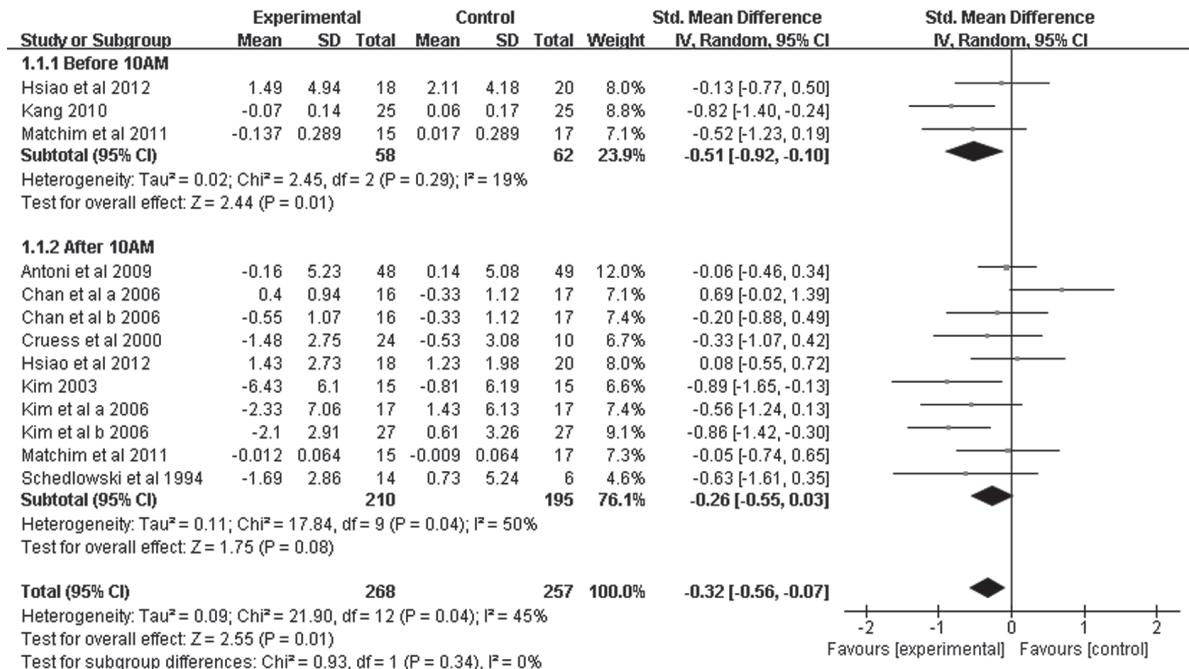 Experimental Control Std. Mean Difference Std. Mean Difference
Study or Subgroup Mean SD Total Mean SD Total Weight IV, Random, 95% CI IV, Random, 95% CI
1.1.1 Before 10AM
Hsiao et al 2012 1.49 4.94 18 2.11 4.18 20 8.0% -0.13 [-0.77, 0.50]
Kang 2010 -0.07 0.14 25 0.06 0.17 25 8.8% -0.82 [-1.40, -0.24]
Matchim et al 2011 -0.137 0.289 15 0.017 0.289 17 7.1% -0.52 [-1.23, 0.19]
Subtotal (95% CI) 58 62 23.9% -0.51 [-0.92, -0.10]
Heterogeneity: Tau² = 0.02; Chi² = 2.45, df = 2 (P = 0.29); I² = 19%
Test for overall effect: Z = 2.44 (P = 0.01)
1.1.2 After 10AM
Antoni et al 2009 -0.16 5.23 48 0.14 5.08 49 12.0% -0.06 [-0.46, 0.34]
Chan et al a 2006 0.4 0.94 16 -0.33 1.12 17 7.1% 0.69 [-0.02, 1.39]
Chan et al b 2006 -0.55 1.07 16 -0.33 1.12 17 7.4% -0.20 [-0.88, 0.49]
Cruess et al 2000 -1.48 2.75 24 -0.53 3.08 10 6.9% -0.33 [-1.07, 0.42]
Hsiao et al 2012 1.43 2.73 18 1.23 1.98 20 8.0% 0.08 [-0.55, 0.72]
Kim 2003 -6.43 6.1 15 -0.81 6.19 15 6.6% -0.89 [-1.65, -0.13]
Kim et al a 2006 -2.33 7.06 17 1.43 6.13 17 7.4% -0.56 [-1.24, 0.13]
Kim et al b 2006 -2.1 2.91 27 0.61 3.26 27 9.1% -0.86 [-1.42, -0.30]
Matchim et al 2011 -0.012 0.064 15 -0.009 0.064 17 7.3% -0.05 [-0.74, 0.65]
Schedlowski et al 1994 -1.69 2.86 14 0.73 5.24 6 4.6% -0.63 [-1.61, 0.35]
Subtotal (95% CI) 210 195 76.1% -0.26 [-0.55, 0.03]
Heterogeneity: Tau² = 0.11; Chi² = 17.84, df = 9 (P = 0.04); I² = 50%
Test for overall effect: Z = 1.75 (P = 0.08)
Total (95% CI) 268 257 100.0% -0.32 [-0.56, -0.07]
Heterogeneity: Tau² = 0.09; Chi² = 21.90, df = 12 (P = 0.04); I² = 45%
Test for overall effect: Z = 2.55 (P = 0.01)
Test for subgroup differences: Chi² = 0.93, df = 1 (P = 0.34), I² = 0%
-2 -1 0 1 2
Favours [experimental] Favours [control]